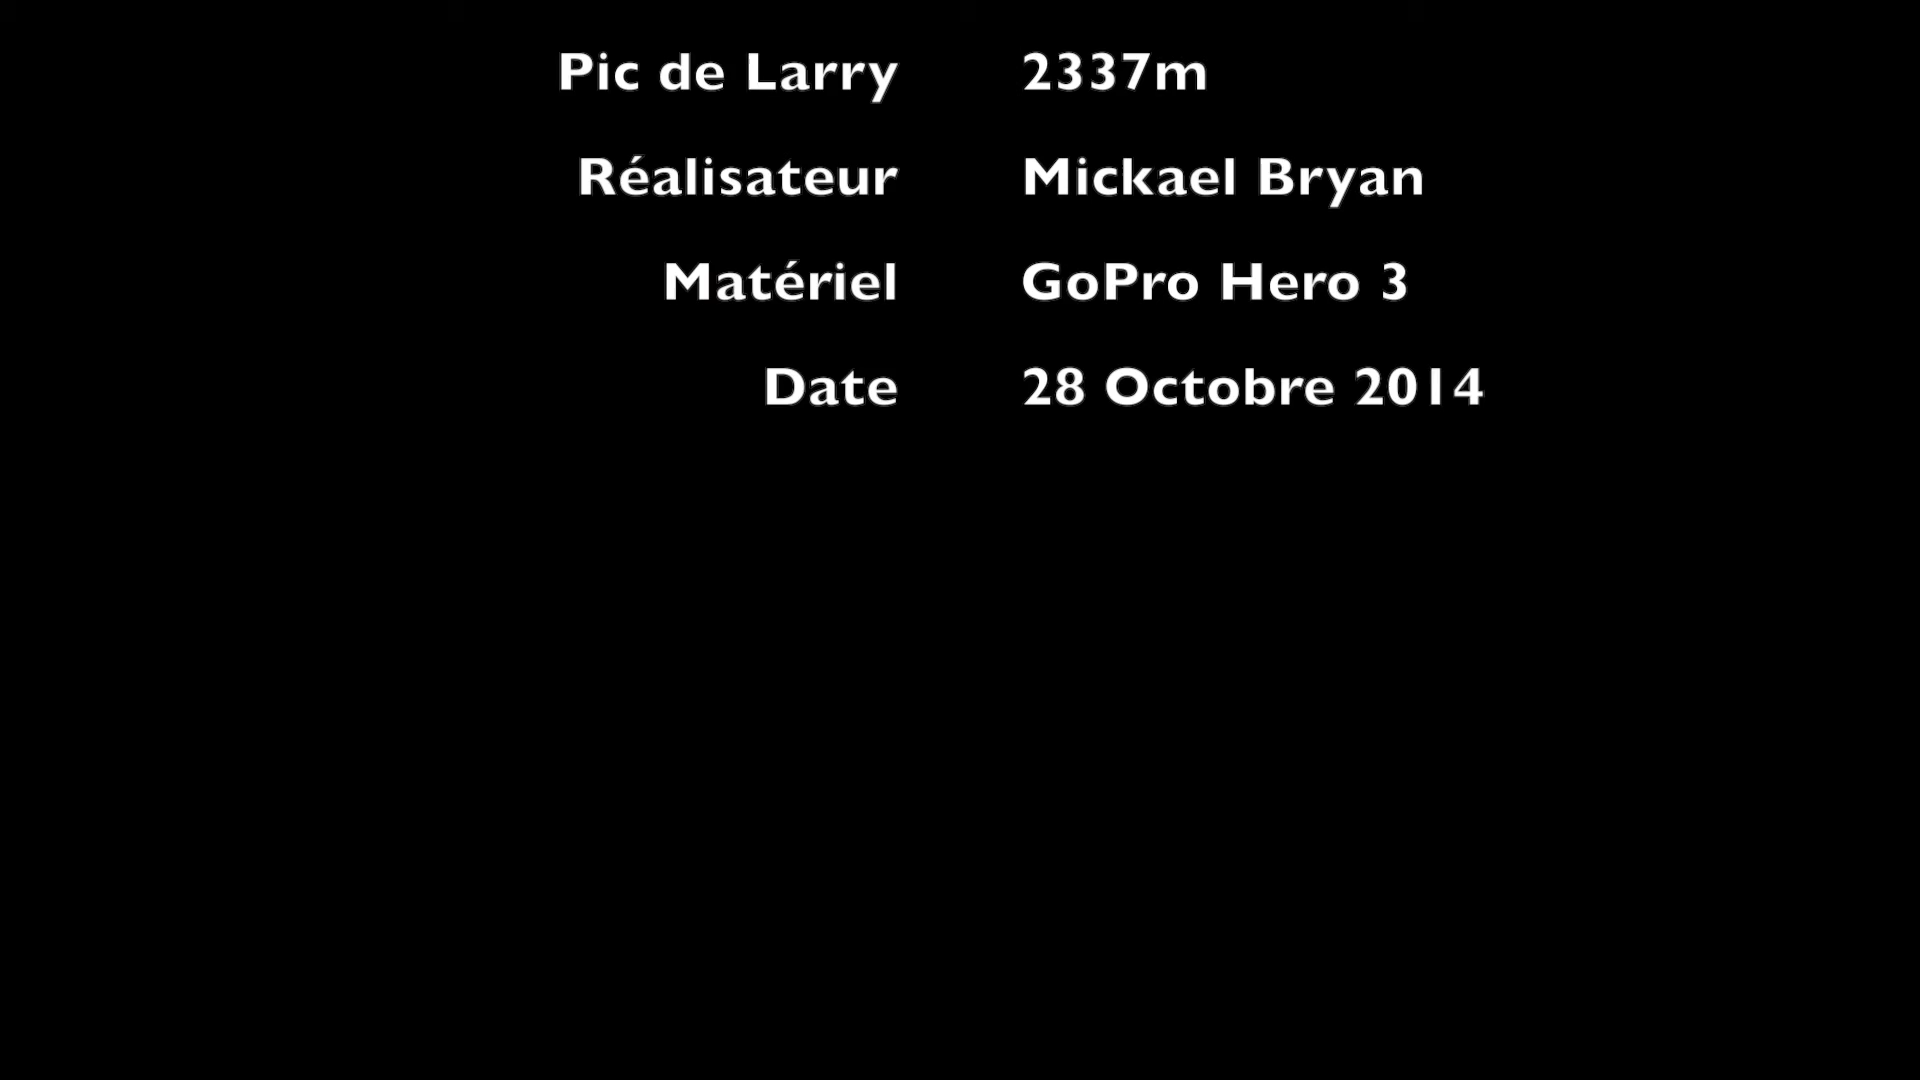 Pic de Larry 2337m
Réalisateur Mickael Bryan
Matériel GoPro Hero 3
Date 28 Octobre 2014